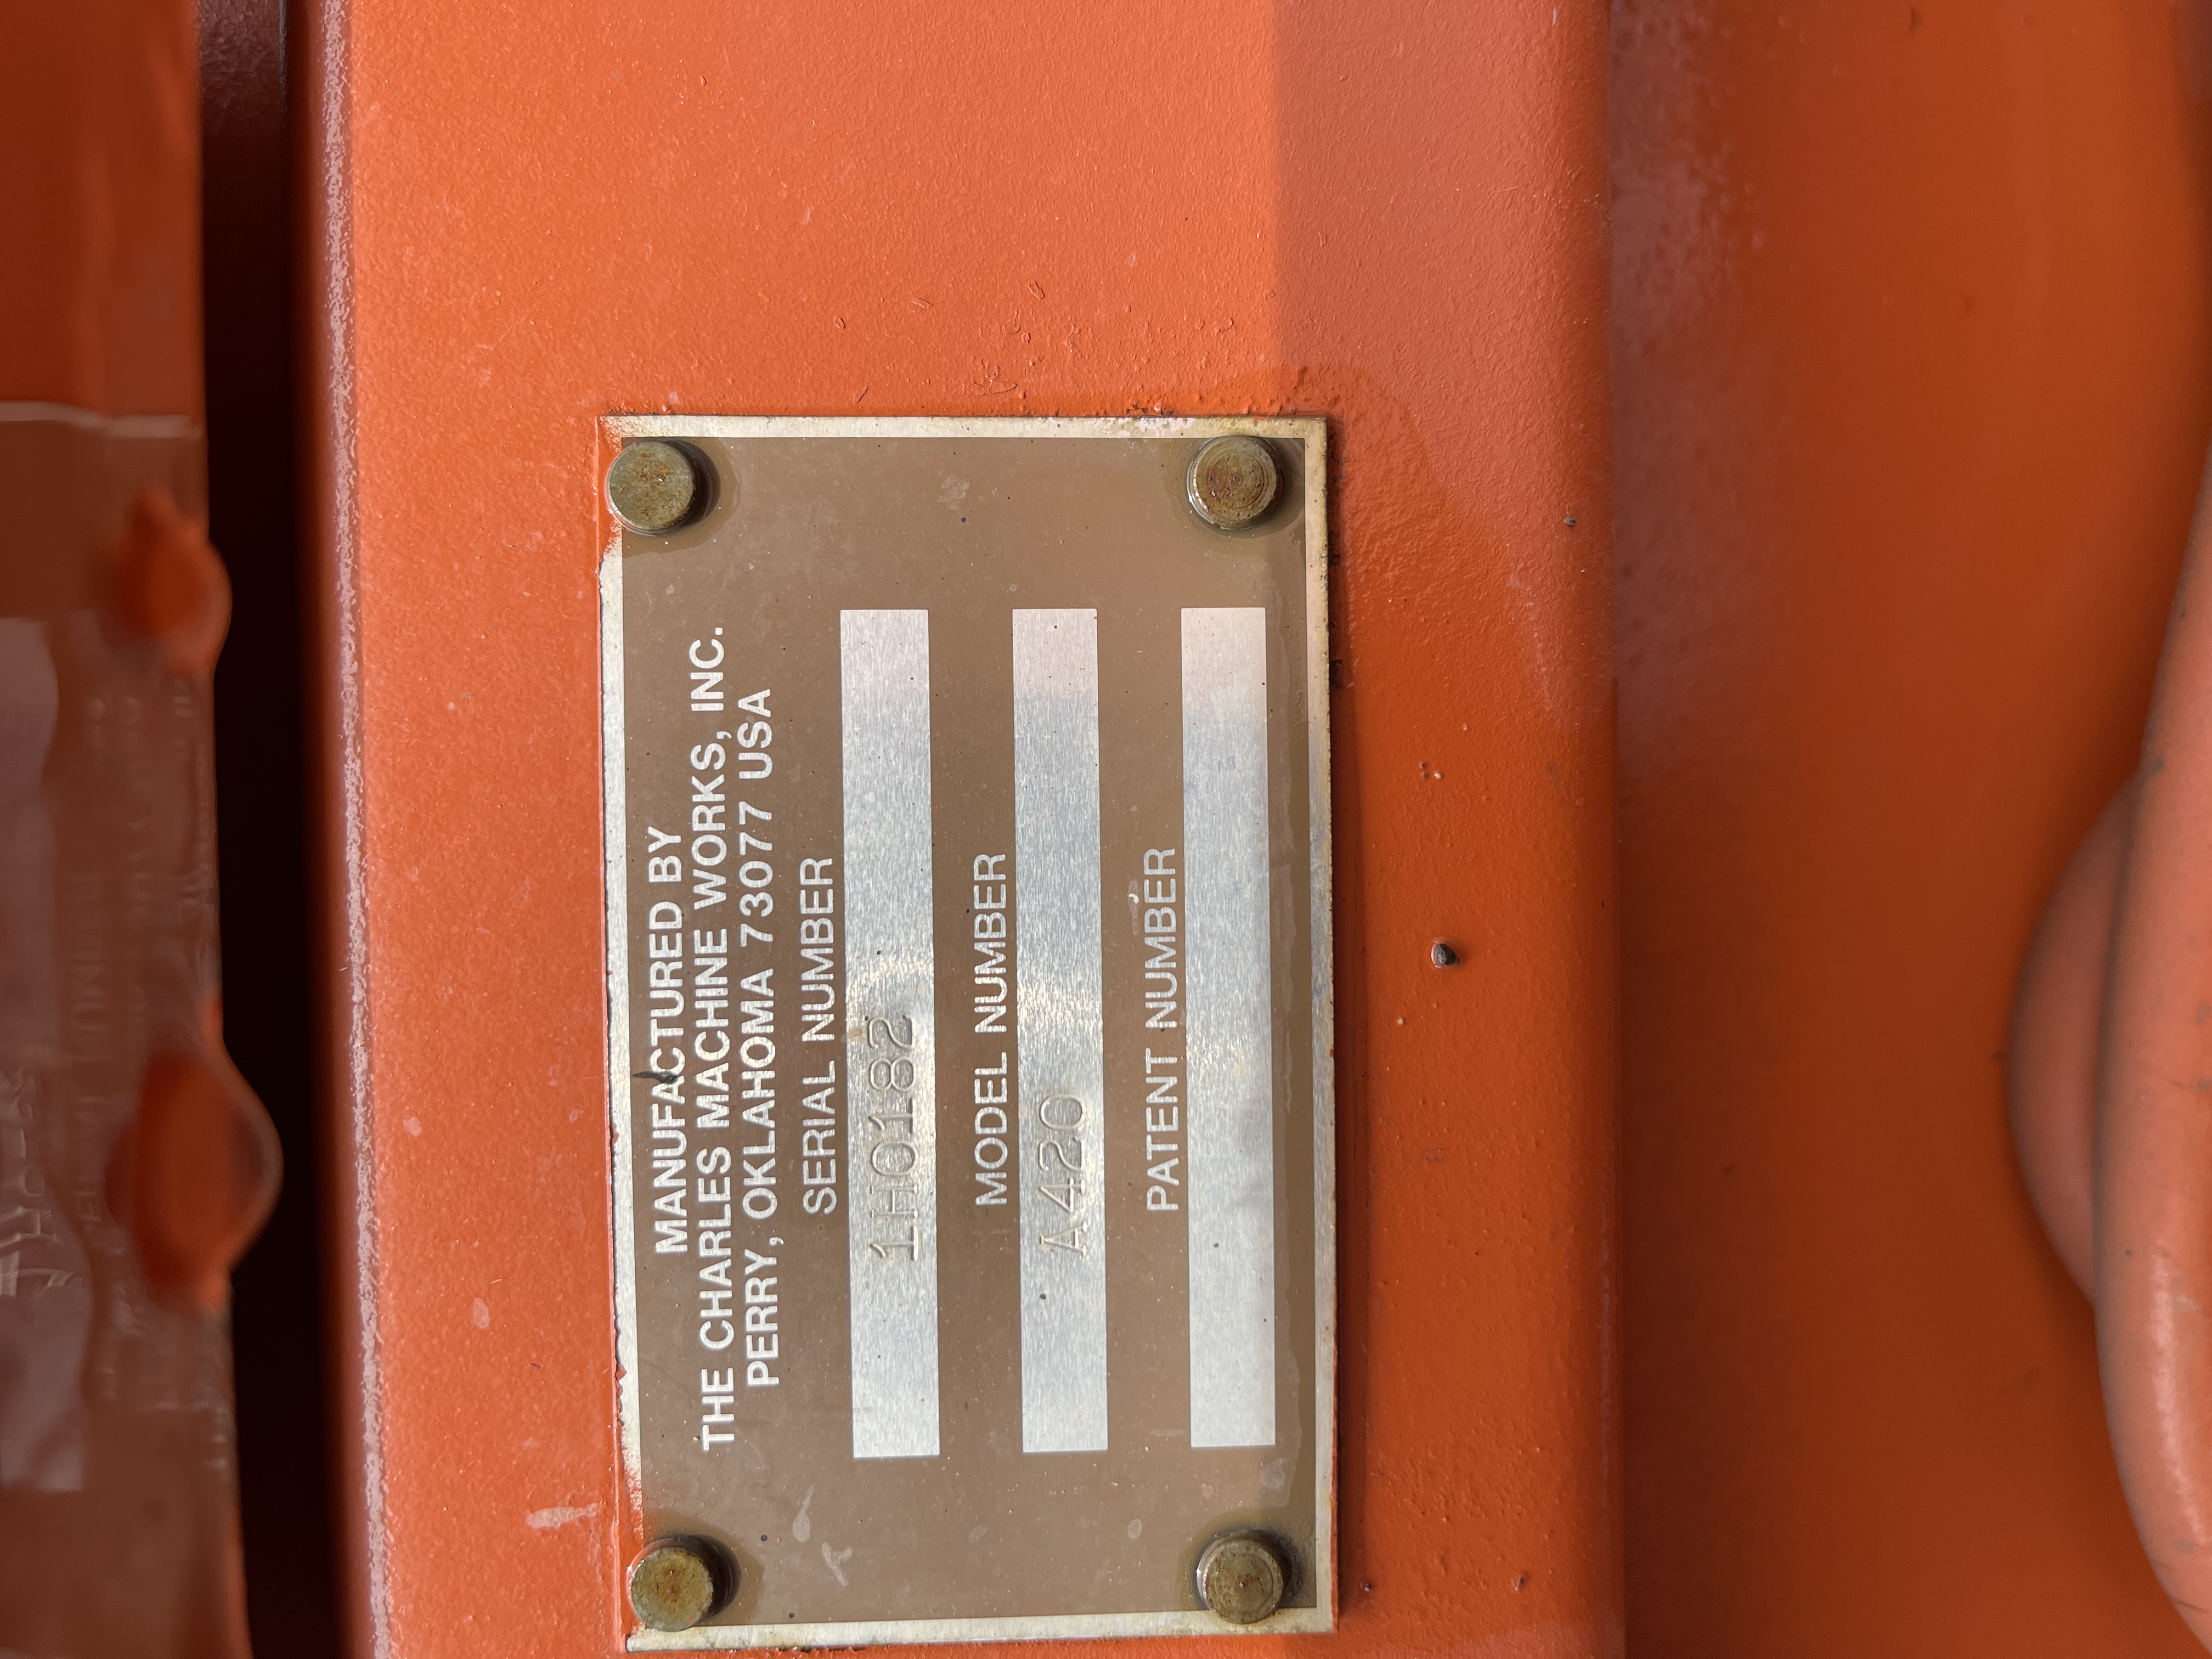 MANUFACTURED BY
THE CHARLES MACHINE WORKS, INC.
PERRY, OKLAHOMA 73077 USA
SERIAL NUMBER
1H0182
MODEL NUMBER
A420
PATENT NUMBER